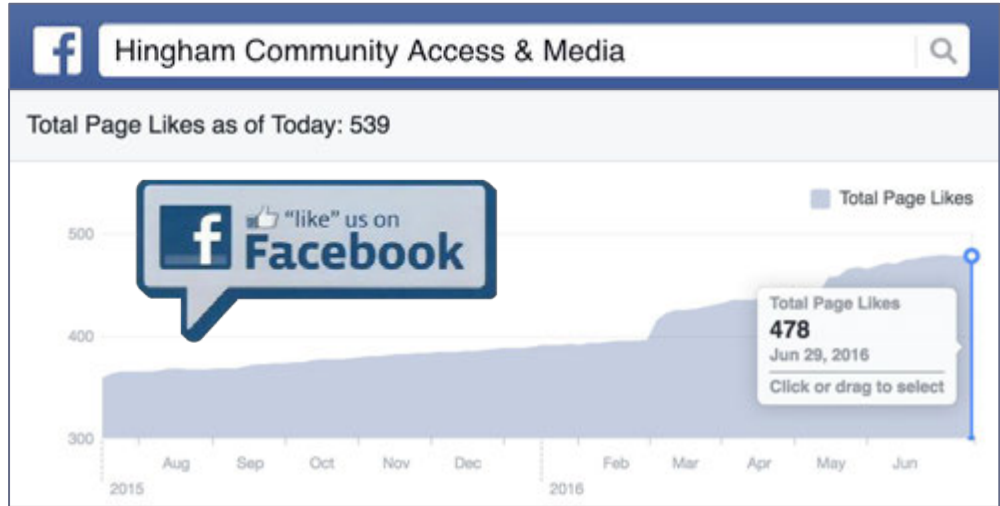 Hingham Community Access & Media
Total Page Likes as of Today: 539
"like" us on
Facebook
Total Page Likes
500
400
300
Total Page Likes
478
Jun 29, 2016
Click or drag to select
Aug Sep Oct Nov Dec Feb Mar Apr May Jun
2015 2016